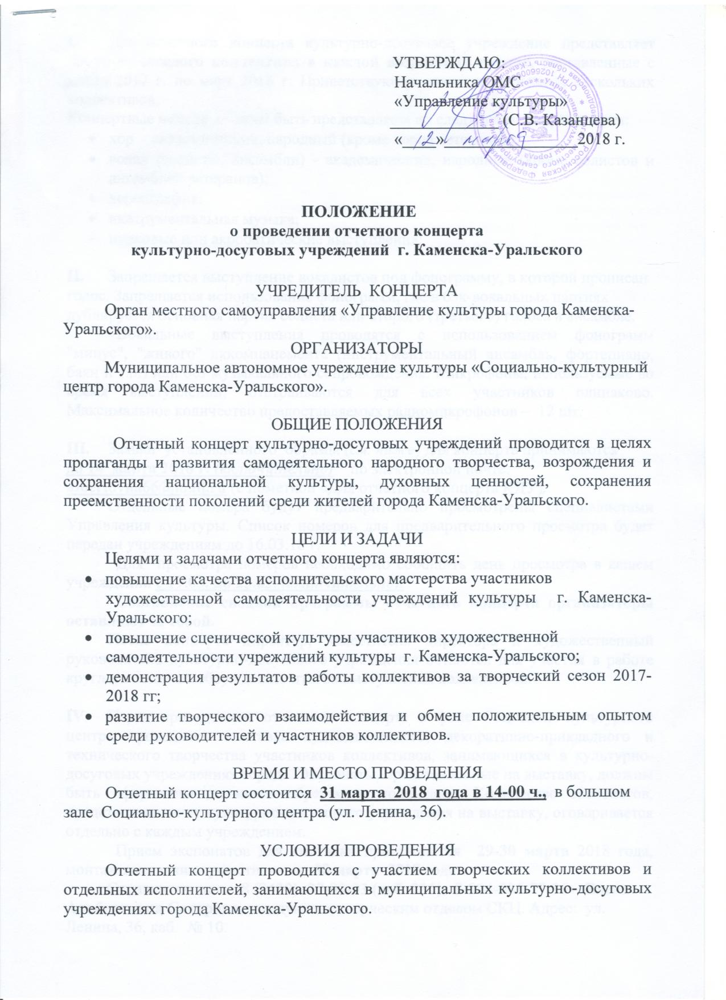 УТВЕРЖДАЮ:
Начальника ОМС
«Управление культуры»
(С.В. Казанцева)
«12» марта 2018 г.
ПОЛОЖЕНИЕ
о проведении отчетного концерта
культурно-досуговых учреждений г. Каменска-Уральского
УЧРЕДИТЕЛЬ КОНЦЕРТА
Орган местного самоуправления «Управление культуры города Каменска-
Уральского».
ОРГАНИЗАТОРЫ
Муниципальное автономное учреждение культуры «Социально-культурный
центр города Каменска-Уральского».
ОБЩИЕ ПОЛОЖЕНИЯ
Отчетный концерт культурно-досуговых учреждений проводится в целях
пропаганды и развития самодеятельного народного творчества, возрождения и
сохранения национальной культуры, духовных ценностей, сохранения
преемственности поколений среди жителей города Каменска-Уральского.
ЦЕЛИ И ЗАДАЧИ
Целями и задачами отчетного концерта являются:
• повышение качества исполнительского мастерства участников
художественной самодеятельности учреждений культуры г. Каменска-
Уральского;
• повышение сценической культуры участников художественной
самодеятельности учреждений культуры г. Каменска-Уральского;
• демонстрация результатов работы коллективов за творческий сезон 2017-
2018 гг;
• развитие творческого взаимодействия и обмен положительным опытом
среди руководителей и участников коллективов.
ВРЕМЯ И МЕСТО ПРОВЕДЕНИЯ
Отчетный концерт состоится 31 марта 2018 года в 14-00 ч., в большом
зале Социально-культурного центра (ул. Ленина, 36).
УСЛОВИЯ ПРОВЕДЕНИЯ
Отчетный концерт проводится с участием творческих коллективов и
отдельных исполнителей, занимающихся в муниципальных культурно-досуговых
учреждениях города Каменска-Уральского.